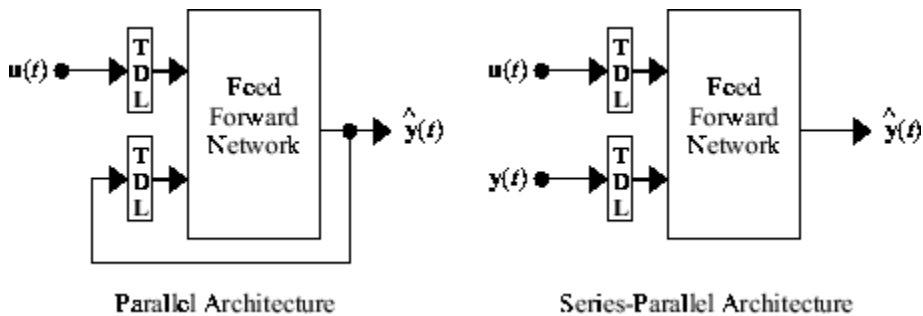 u(t)
T
D
L
T
D
L
Feed
Forward
Network
ŷ(t)
Parallel Architecture
u(t)
y(t)
T
D
L
T
D
L
Feed
Forward
Network
ŷ(t)
Series-Parallel Architecture